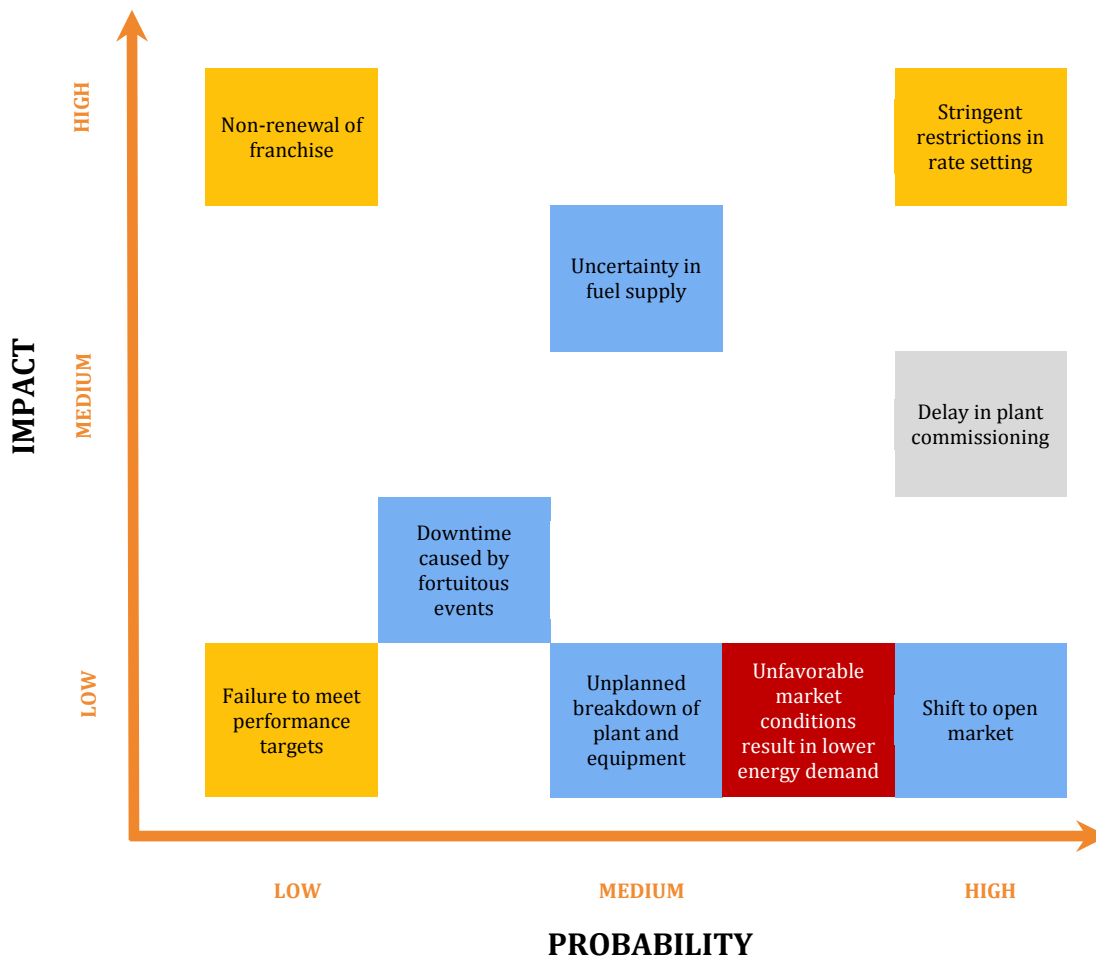 HIGH
Non-renewal of
franchise
Stringent
restrictions in
rate setting
Uncertainty in
fuel supply
IMPACT
MEDIUM
Delay in plant
commissioning
Downtime
caused by
fortuitous
events
LOW
Failure to meet
performance
targets
Unplanned
breakdown of
plant and
equipment
Unfavorable
market
conditions
result in lower
energy demand
Shift to open
market
LOW
MEDIUM
HIGH
PROBABILITY